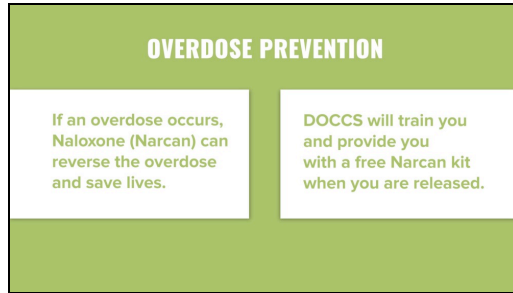 OVERDOSE PREVENTION
If an overdose occurs,
Naloxone (Narcan) can
reverse the overdose
and save lives.
DOCCS will train you
and provide you
with a free Narcan kit
when you are released.